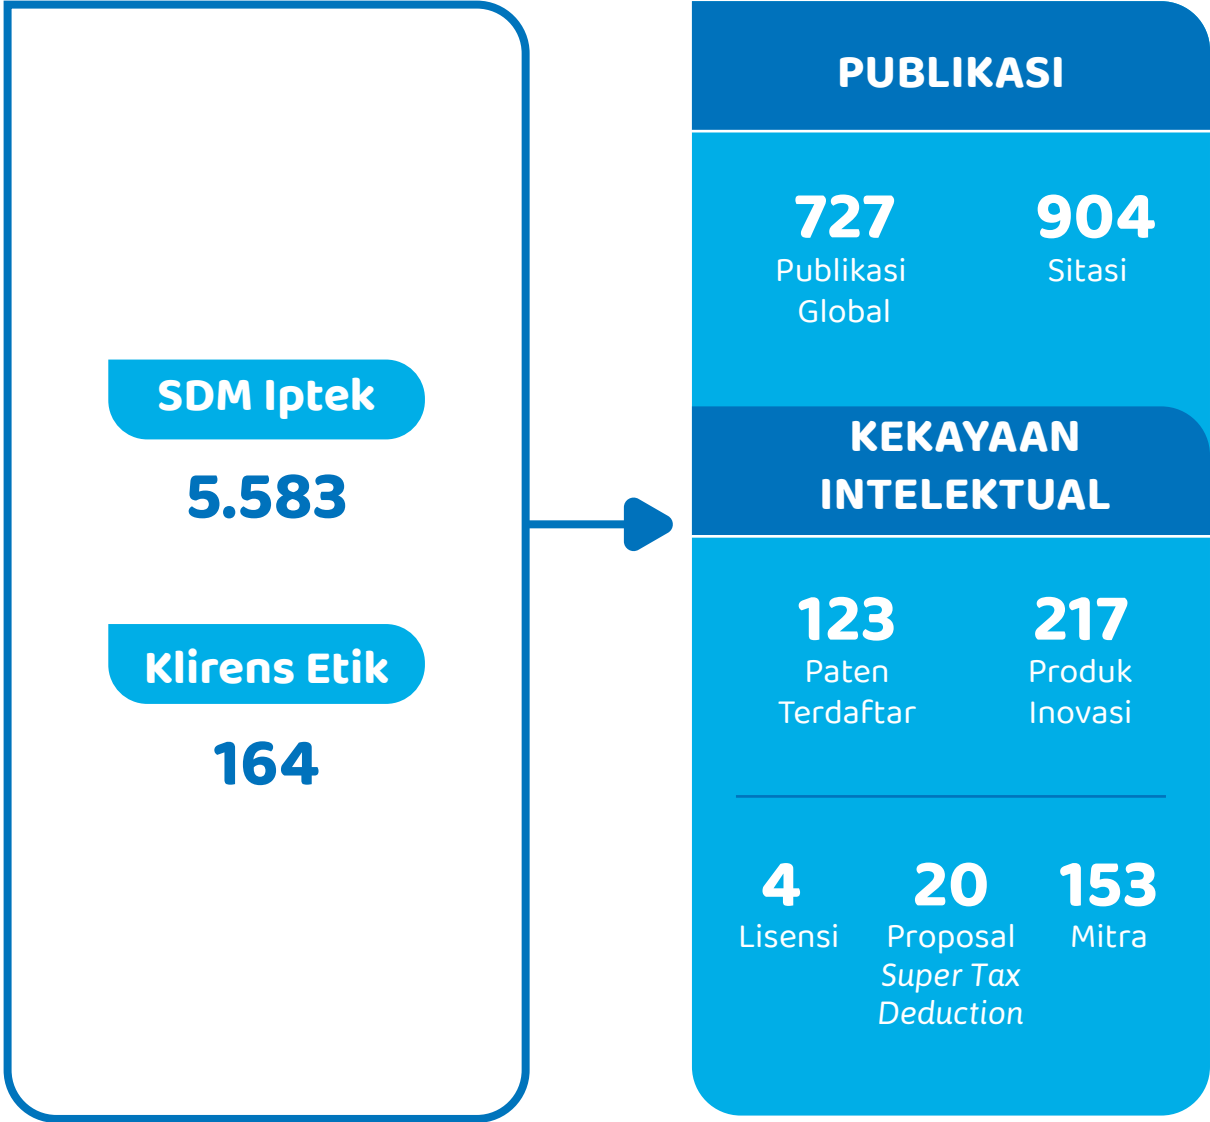 SDM Iptek
5.583
Klirens Etik
164
PUBLIKASI
727
Publikasi
Global
904
Sitasi
KEKAYAAN
INTELEKTUAL
123
Paten
Terdaftar
217
Produk
Inovasi
4
Lisensi
20
Proposal
Super Tax
Deduction
153
Mitra